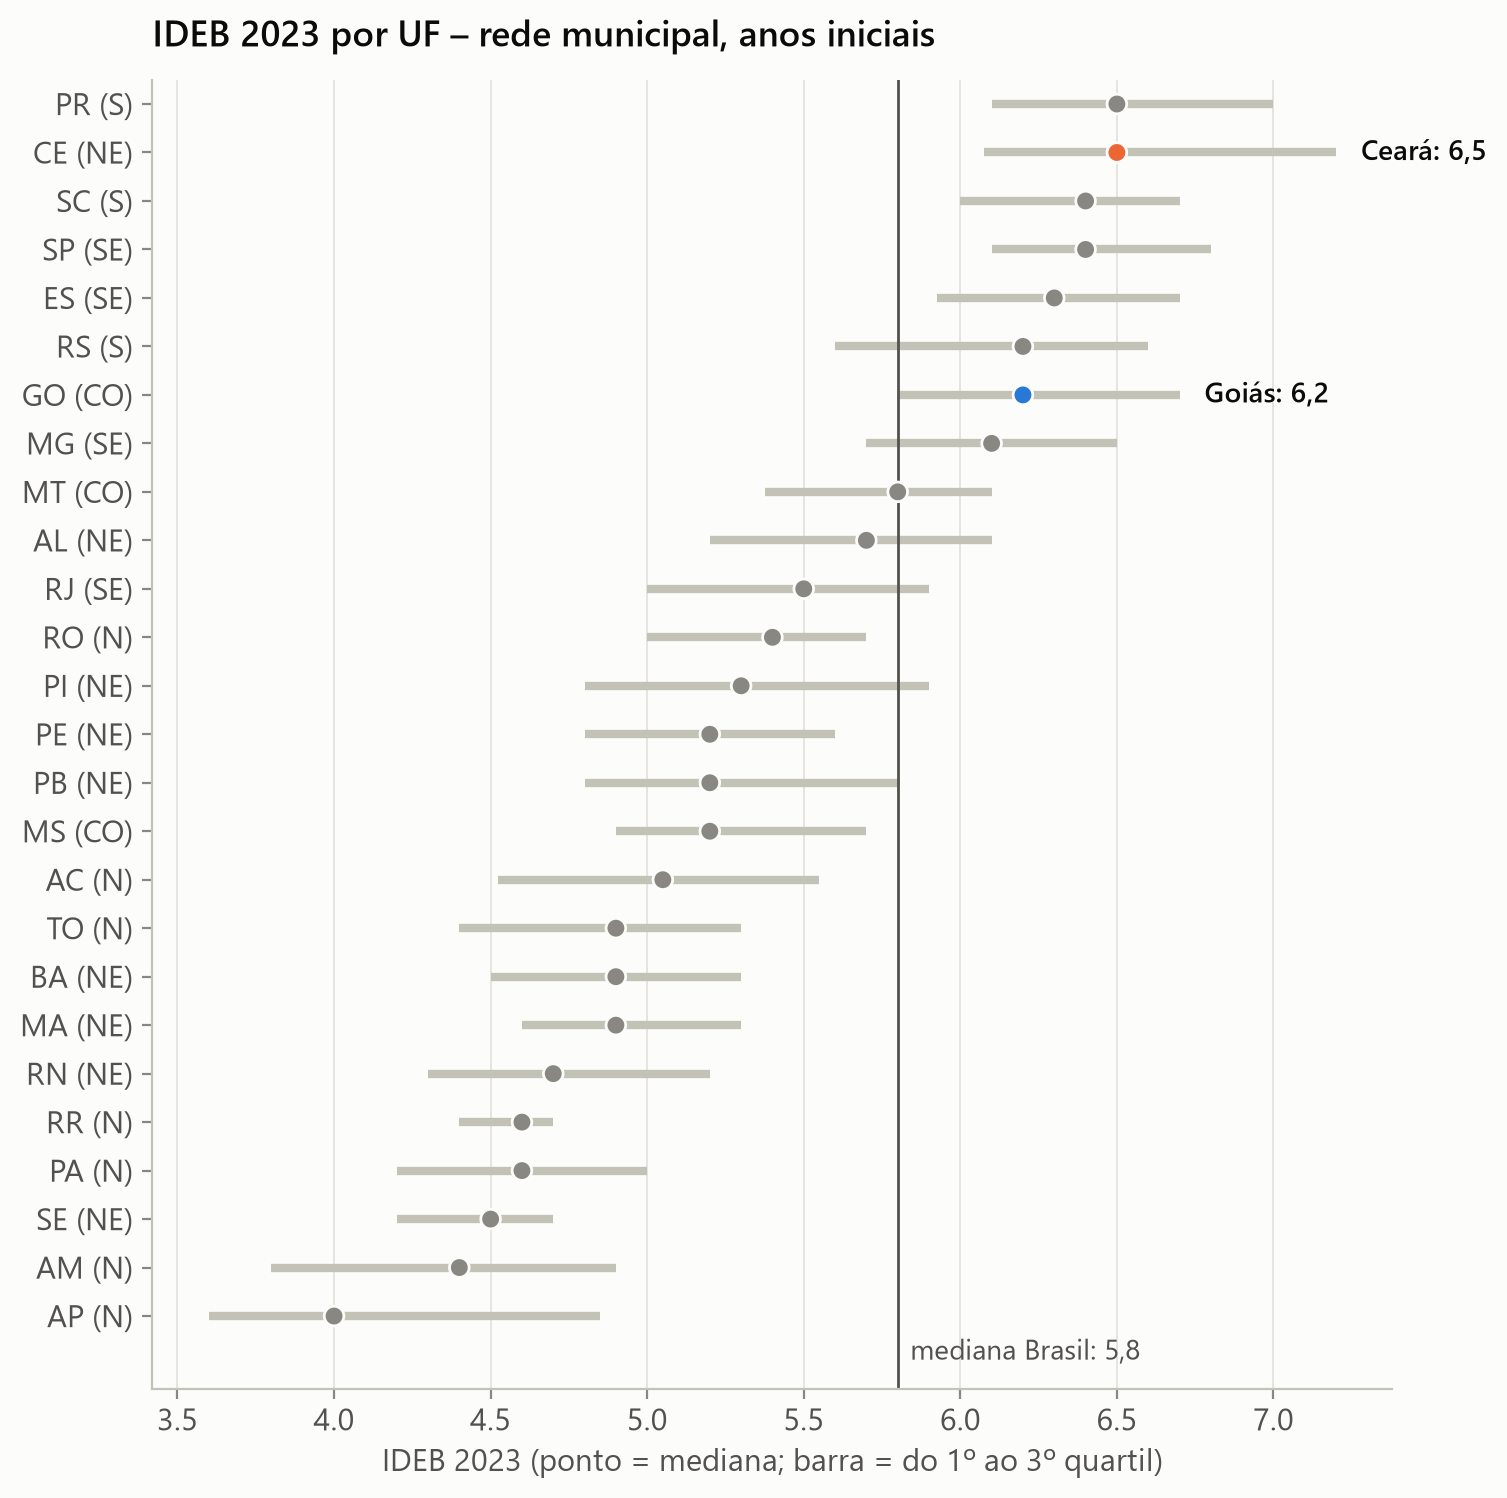 IDEB 2023 por UF – rede municipal, anos iniciais
PR (S)
CE (NE)
Ceará: 6,5
SC (S)
SP (SE)
ES (SE)
RS (S)
GO (CO)
Goiás: 6,2
MG (SE)
MT (CO)
AL (NE)
RJ (SE)
RO (N)
PI (NE)
PE (NE)
PB (NE)
MS (CO)
AC (N)
TO (N)
BA (NE)
MA (NE)
RN (NE)
RR (N)
PA (N)
SE (NE)
AM (N)
AP (N)
mediana Brasil: 5,8
3.5 4.0 4.5 5.0 5.5 6.0 6.5 7.0
IDEB 2023 (ponto = mediana; barra = do 1º ao 3º quartil)